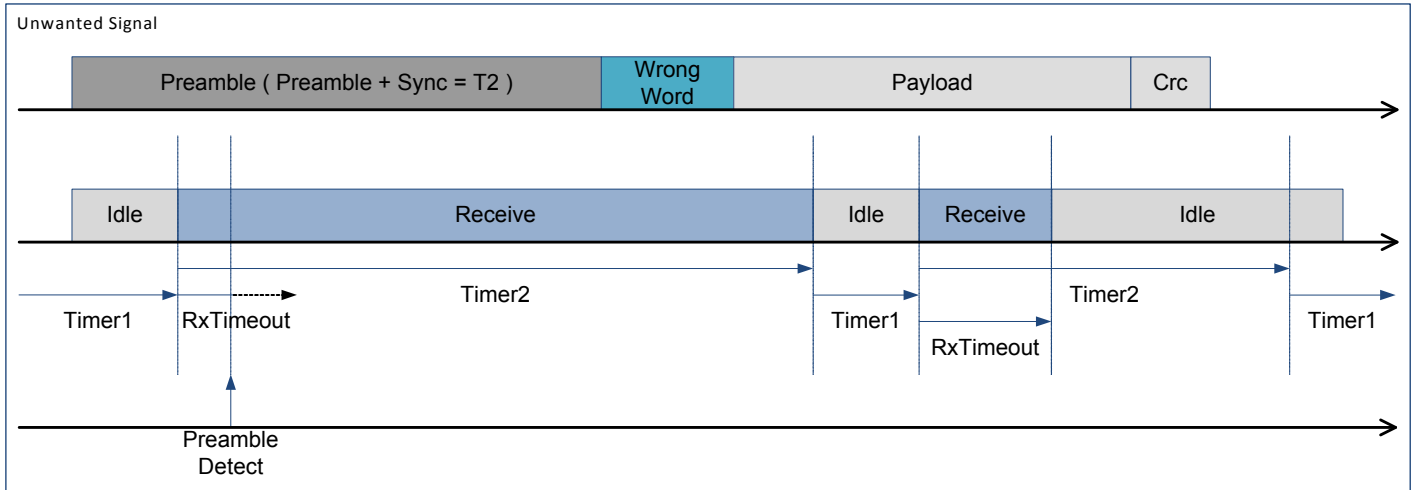 Unwanted Signal
Preamble ( Preamble + Sync = T2 )
Wrong
Word
Payload
Crc
Idle
Receive
Idle
Receive
Idle
Timer2
Timer2
Timer1
RxTimeout
Timer1
Timer1
RxTimeout
Preamble
Detect